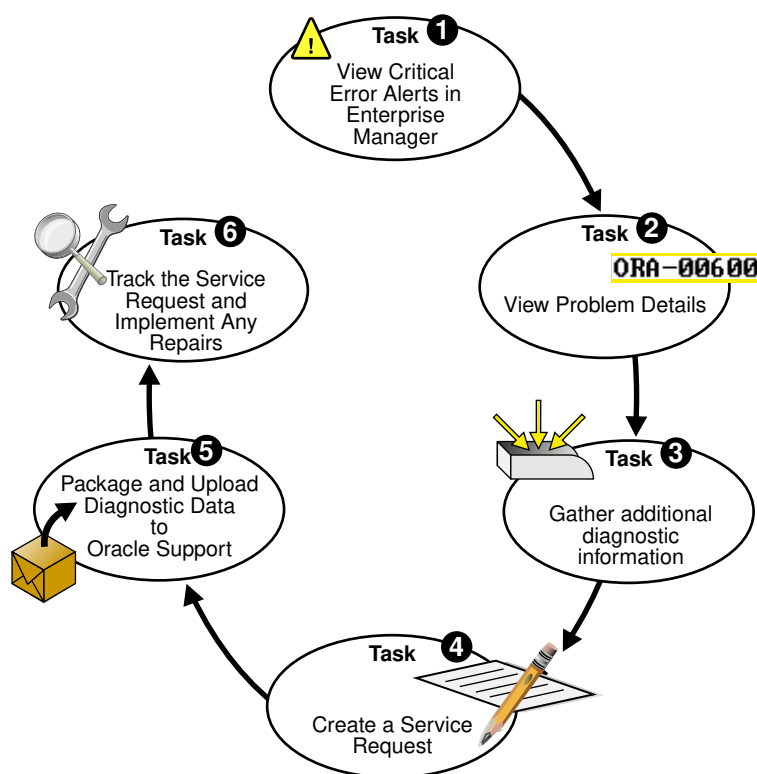 Task 1
!
View Critical
Error Alerts in
Enterprise
Manager
Task 2
ORA-00600
View Problem Details
Task 3
Gather additional
diagnostic
information
Task 4
Create a Service
Request
Task 5
Package and Upload
Diagnostic Data
to
Oracle Support
Task 6
Track the Service
Request and
Implement Any
Repairs